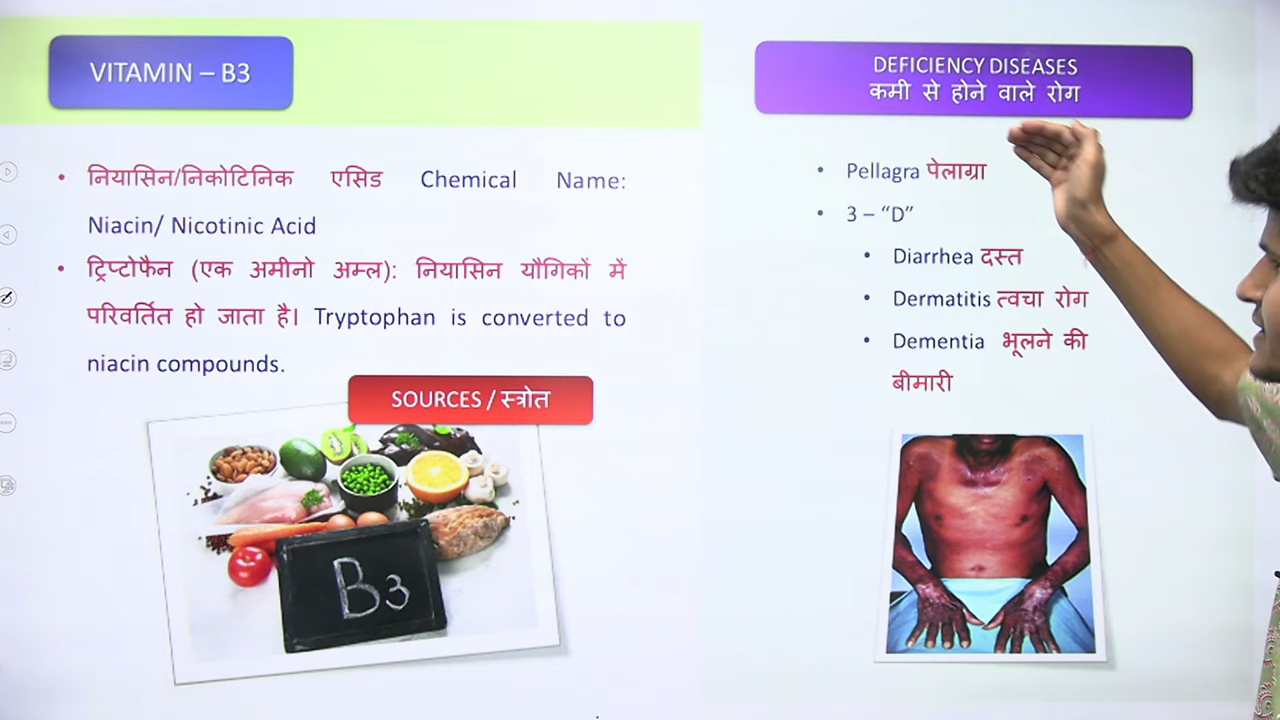 VITAMIN – B3
नियासिन/निकोटिनिक एसिड Chemical Name:
Niacin/ Nicotinic Acid
ट्रिप्टोफैन (एक अमीनो अम्ल): नियासिन यौगिकों में
परिवर्तित हो जाता है। Tryptophan is converted to
niacin compounds.
SOURCES / स्त्रोत
B3
DEFICIENCY DISEASES
कमी से होने वाले रोग
Pellagra पेलाग्रा
3 – “D”
Diarrhea दस्त
Dermatitis त्वचा रोग
Dementia भूलने की
बीमारी